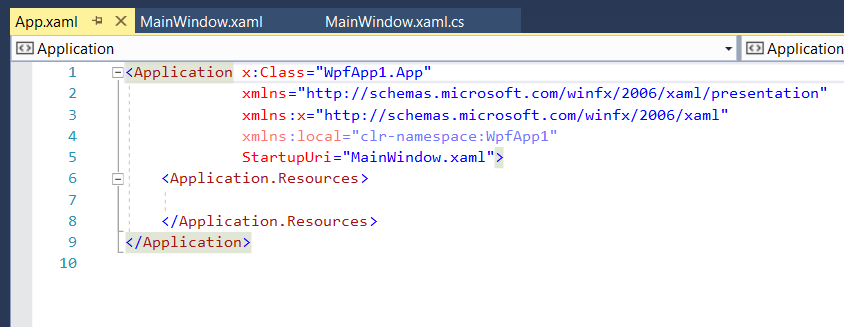 App.xaml
MainWindow.xaml
MainWindow.xaml.cs
Application
Application
1 <Application x:Class="WpfApp1.App"
2 xmlns="http://schemas.microsoft.com/winfx/2006/xaml/presentation"
3 xmlns:x="http://schemas.microsoft.com/winfx/2006/xaml"
4 xmlns:local="clr-namespace:WpfApp1"
5 StartupUri="MainWindow.xaml">
6 <Application.Resources>
7
8 </Application.Resources>
9 </Application>
10